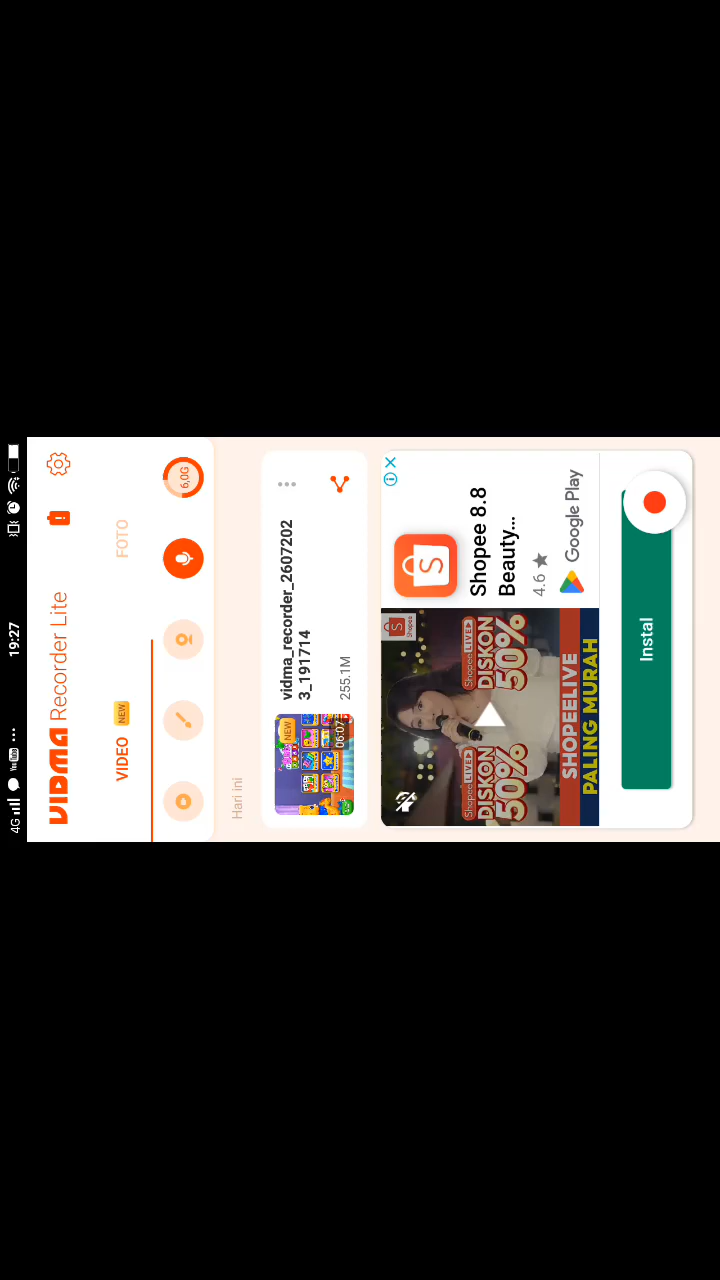 4G
19:27
VIDMA Recorder Lite
VIDEO
NEW
FOTO
6,0G
Hari ini
NEW
06:07
vidma_recorder_2607202
3_191714
255.1M
Shopee
Shopee LIVE
DISKON
50%
Shopee LIVE
DISKON
50%
SHOPEELIVE
PALING MURAH
Shopee 8.8
Beauty...
4.6 ★
Google Play
Instal